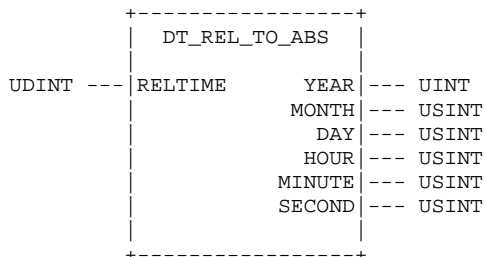 +-----------------+
| DT_REL_TO_ABS |
| |
UDINT ---|RELTIME YEAR|--- UINT
| MONTH|--- USINT
| DAY|--- USINT
| HOUR|--- USINT
| MINUTE|--- USINT
| SECOND|--- USINT
| |
+-----------------+